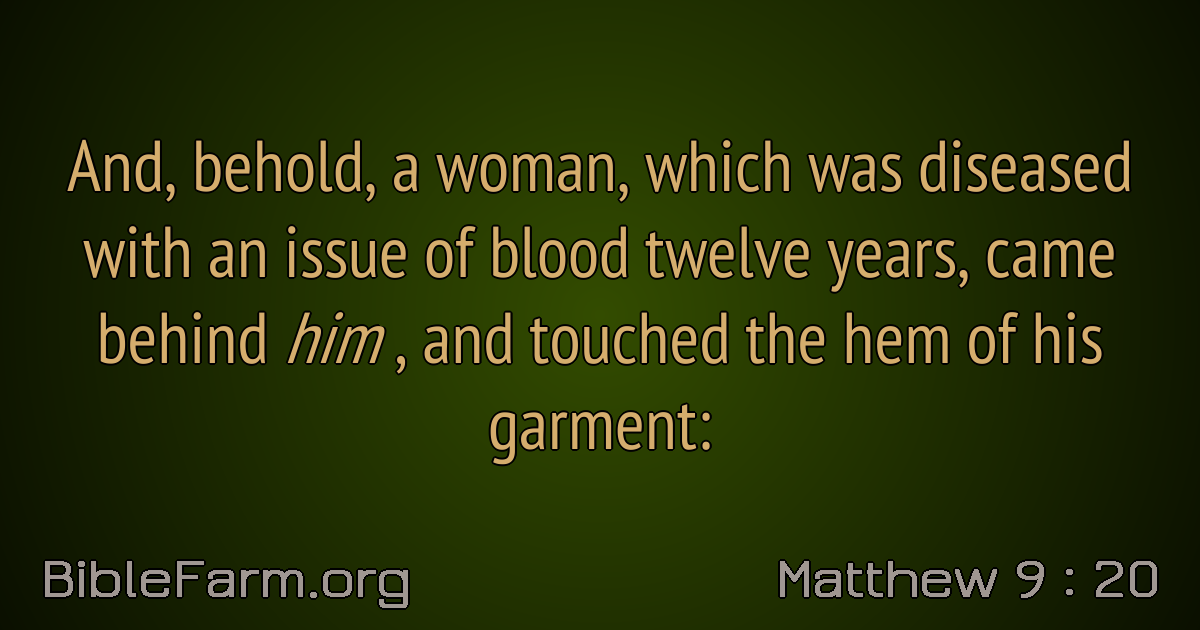 And, behold, a woman, which was diseased
with an issue of blood twelve years, came
behind him , and touched the hem of his
garment:
BibleFarm.org
Matthew 9 : 20